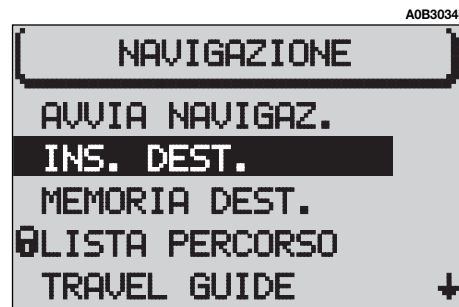 A0B3034
NAVIGAZIONE
AVVIA NAVIGAZ.
INS. DEST.
MEMORIA DEST.
LISTA PERCORSO
TRAVEL GUIDE